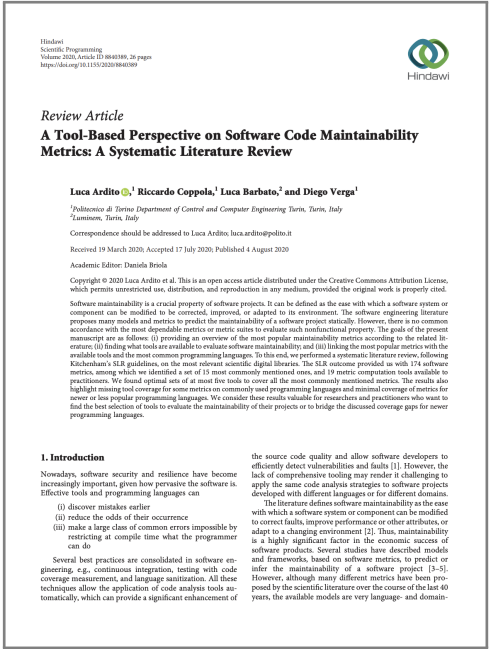 Hindawi
Scientific Programming
Volume 2020, Article ID 8840389, 26 pages
https://doi.org/10.1155/2020/8840389
Hindawi
Review Article
A Tool-Based Perspective on Software Code Maintainability
Metrics: A Systematic Literature Review
Luca Ardito,1 Riccardo Coppola,1 Luca Barbato,2 and Diego Verga1
1Politecnico di Torino Department of Control and Computer Engineering Turin, Turin, Italy
2Luminem, Turin, Italy
Correspondence should be addressed to Luca Ardito; luca.ardito@polito.it
Received 19 March 2020; Accepted 17 July 2020; Published 4 August 2020
Academic Editor: Daniela Briola
Copyright © 2020 Luca Ardito et al. This is an open access article distributed under the Creative Commons Attribution License,
which permits unrestricted use, distribution, and reproduction in any medium, provided the original work is properly cited.
Software maintainability is a crucial property of software projects. It can be defined as the ease with which a software system or
component can be modified to be corrected, improved, or adapted to its environment. The software engineering literature
proposes many models and metrics to predict the maintainability of a software project statically. However, there is no common
accordance with the most dependable metrics or metric suites to evaluate such nonfunctional property. The goals of the present
manuscript are as follows: (i) providing an overview of the most popular maintainability metrics according to the related lit-
erature; (ii) finding what tools are available to evaluate software maintainability; and (iii) linking the most popular metrics with the
available tools and the most common programming languages. To this end, we performed a systematic literature review, following
Kitchenham's SLR guidelines, on the most relevant scientific digital libraries. The SLR outcome provided us with 174 software
metrics, among which we identified a set of 15 most commonly mentioned ones, and 19 metric computation tools available to
practitioners. We found optimal sets of at most five tools to cover all the most commonly mentioned metrics. The results also
highlight missing tool coverage for some metrics on commonly used programming languages and minimal coverage of metrics for
newer or less popular programming languages. We consider these results valuable for researchers and practitioners who want to
find the best selection of tools to evaluate the maintainability of their projects or to bridge the discussed coverage gaps for newer
programming languages.
1. Introduction
Nowadays, software security and resilience have become
increasingly important, given how pervasive the software is.
Effective tools and programming languages can
(i) discover mistakes earlier
(ii) reduce the odds of their occurrence
(iii) make a large class of common errors impossible by
restricting at compile time what the programmer
can do
Several best practices are consolidated in software en-
gineering, e.g., continuous integration, testing with code
coverage measurement, and language sanitization. All these
techniques allow the application of code analysis tools au-
tomatically, which can provide a significant enhancement of
the source code quality and allow software developers to
efficiently detect vulnerabilities and faults [1]. However, the
lack of comprehensive tooling may render it challenging to
apply the same code analysis strategies to software projects
developed with different languages or for different domains.
The literature defines software maintainability as the ease
with which a software system or component can be modified
to correct faults, improve performance or other attributes, or
adapt to a changing environment [2]. Thus, maintainability
is a highly significant factor in the economic success of
software products. Several studies have described models
and frameworks, based on software metrics, to predict or
infer the maintainability of a software project [3–5].
However, although many different metrics have been pro-
posed by the scientific literature over the course of the last 40
years, the available models are very language- and domain-